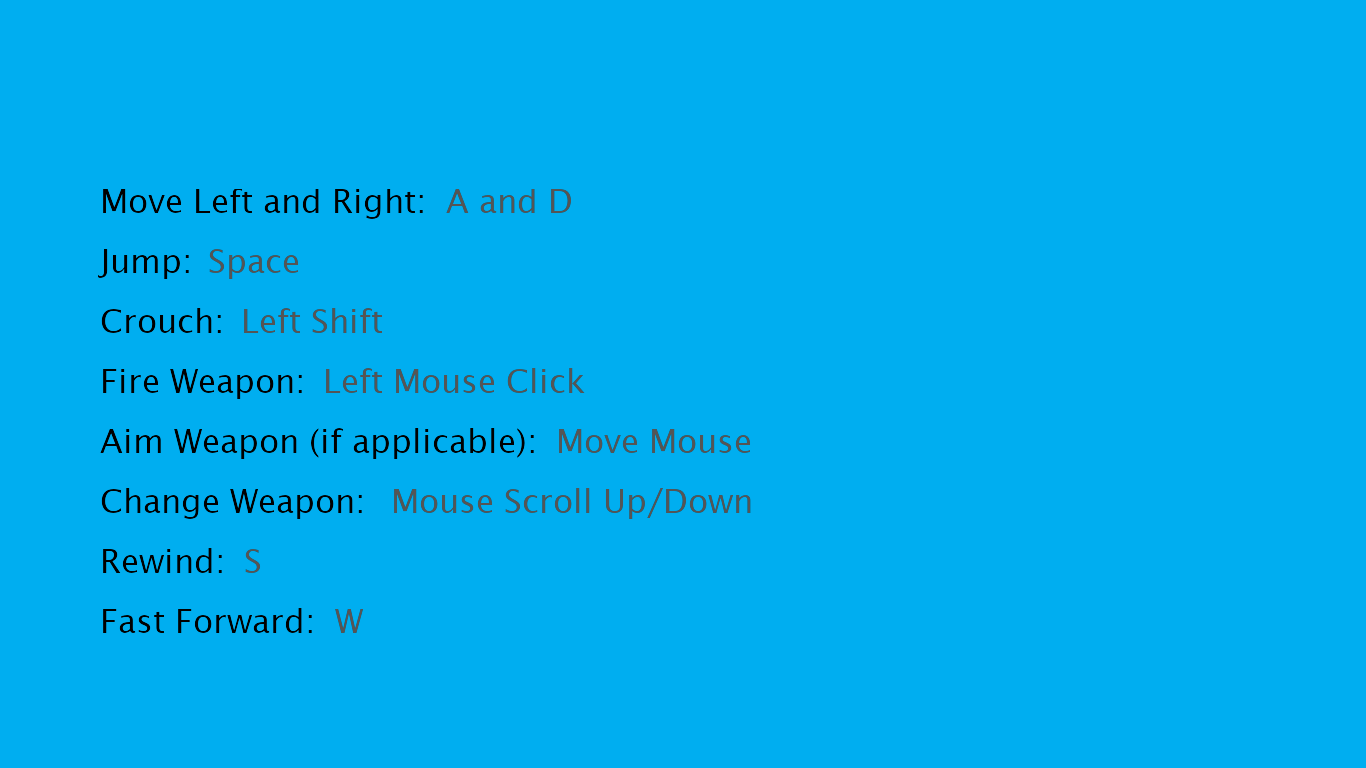 Move Left and Right: A and D
Jump: Space
Crouch: Left Shift
Fire Weapon: Left Mouse Click
Aim Weapon (if applicable): Move Mouse
Change Weapon: Mouse Scroll Up/Down
Rewind: S
Fast Forward: W